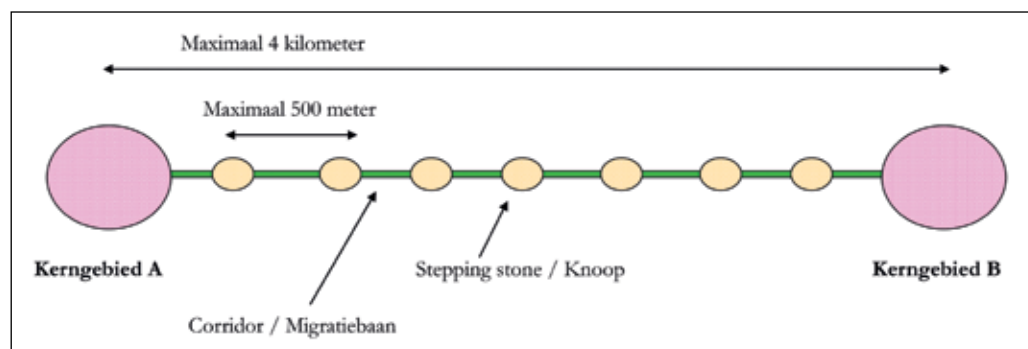 Maximaal 4 kilometer
Maximaal 500 meter
Kerngebied A
Stepping stone / Knoop
Kerngebied B
Corridor / Migratiebaan